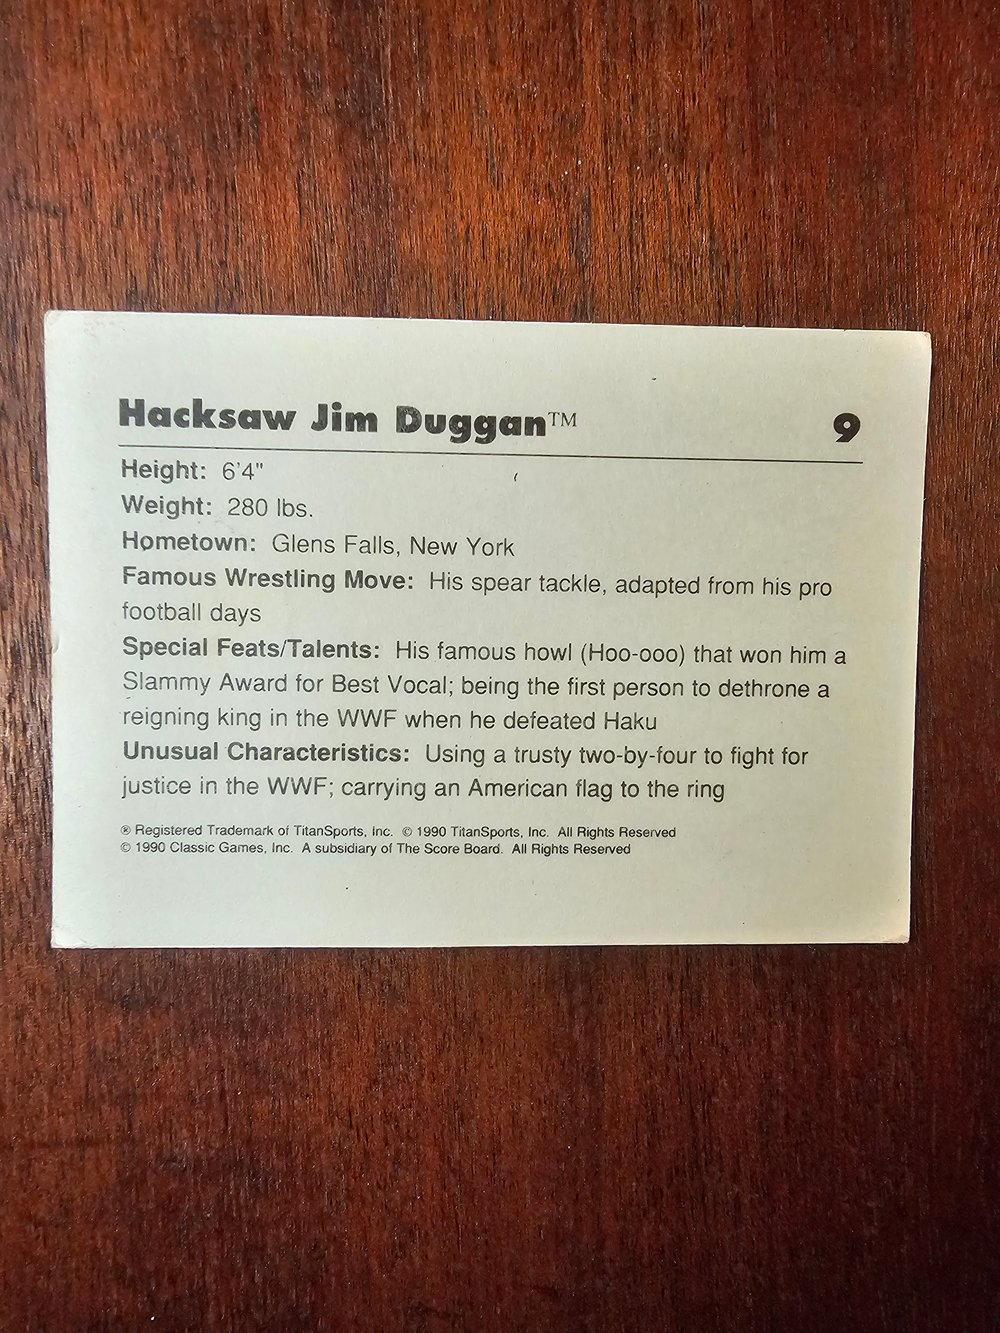 Hacksaw Jim Duggan™ 9
Height: 6'4"
Weight: 280 lbs.
Hometown: Glens Falls, New York
Famous Wrestling Move: His spear tackle, adapted from his pro
football days
Special Feats/Talents: His famous howl (Hoo-ooo) that won him a
Slammy Award for Best Vocal; being the first person to dethrone a
reigning king in the WWF when he defeated Haku
Unusual Characteristics: Using a trusty two-by-four to fight for
justice in the WWF; carrying an American flag to the ring
® Registered Trademark of TitanSports, Inc. © 1990 TitanSports, Inc. All Rights Reserved
© 1990 Classic Games, Inc. A subsidiary of The Score Board. All Rights Reserved